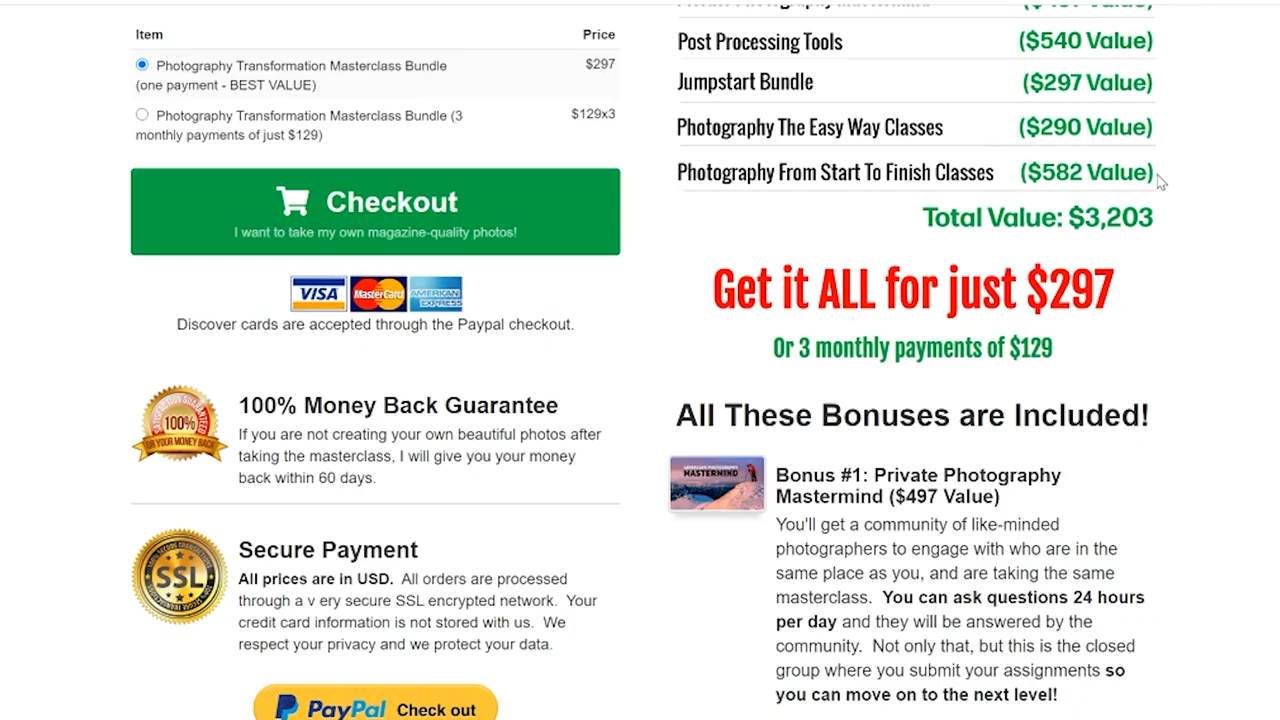 Item Price
Photography Transformation Masterclass Bundle $297
(one payment - BEST VALUE)
Photography Transformation Masterclass Bundle (3 $129x3
monthly payments of just $129)
Checkout
I want to take my own magazine-quality photos!
VISA MasterCard AMERICAN EXPRESS
Discover cards are accepted through the Paypal checkout.
100% Money Back Guarantee
100%
OR YOUR MONEY BACK
If you are not creating your own beautiful photos after
taking the masterclass, I will give you your money
back within 60 days.
SSL
Secure Payment
All prices are in USD. All orders are processed
through a v ery secure SSL encrypted network. Your
credit card information is not stored with us. We
respect your privacy and we protect your data.
PayPal Check out
Post Processing Tools ($540 Value)
Jumpstart Bundle ($297 Value)
Photography The Easy Way Classes ($290 Value)
Photography From Start To Finish Classes ($582 Value)
Total Value: $3,203
Get it ALL for just $297
Or 3 monthly payments of $129
All These Bonuses are Included!
LANDSCAPE PHOTOGRAPHY
MASTERMIND
Bonus #1: Private Photography
Mastermind ($497 Value)
You'll get a community of like-minded
photographers to engage with who are in the
same place as you, and are taking the same
masterclass. You can ask questions 24 hours
per day and they will be answered by the
community. Not only that, but this is the closed
group where you submit your assignments so
you can move on to the next level!